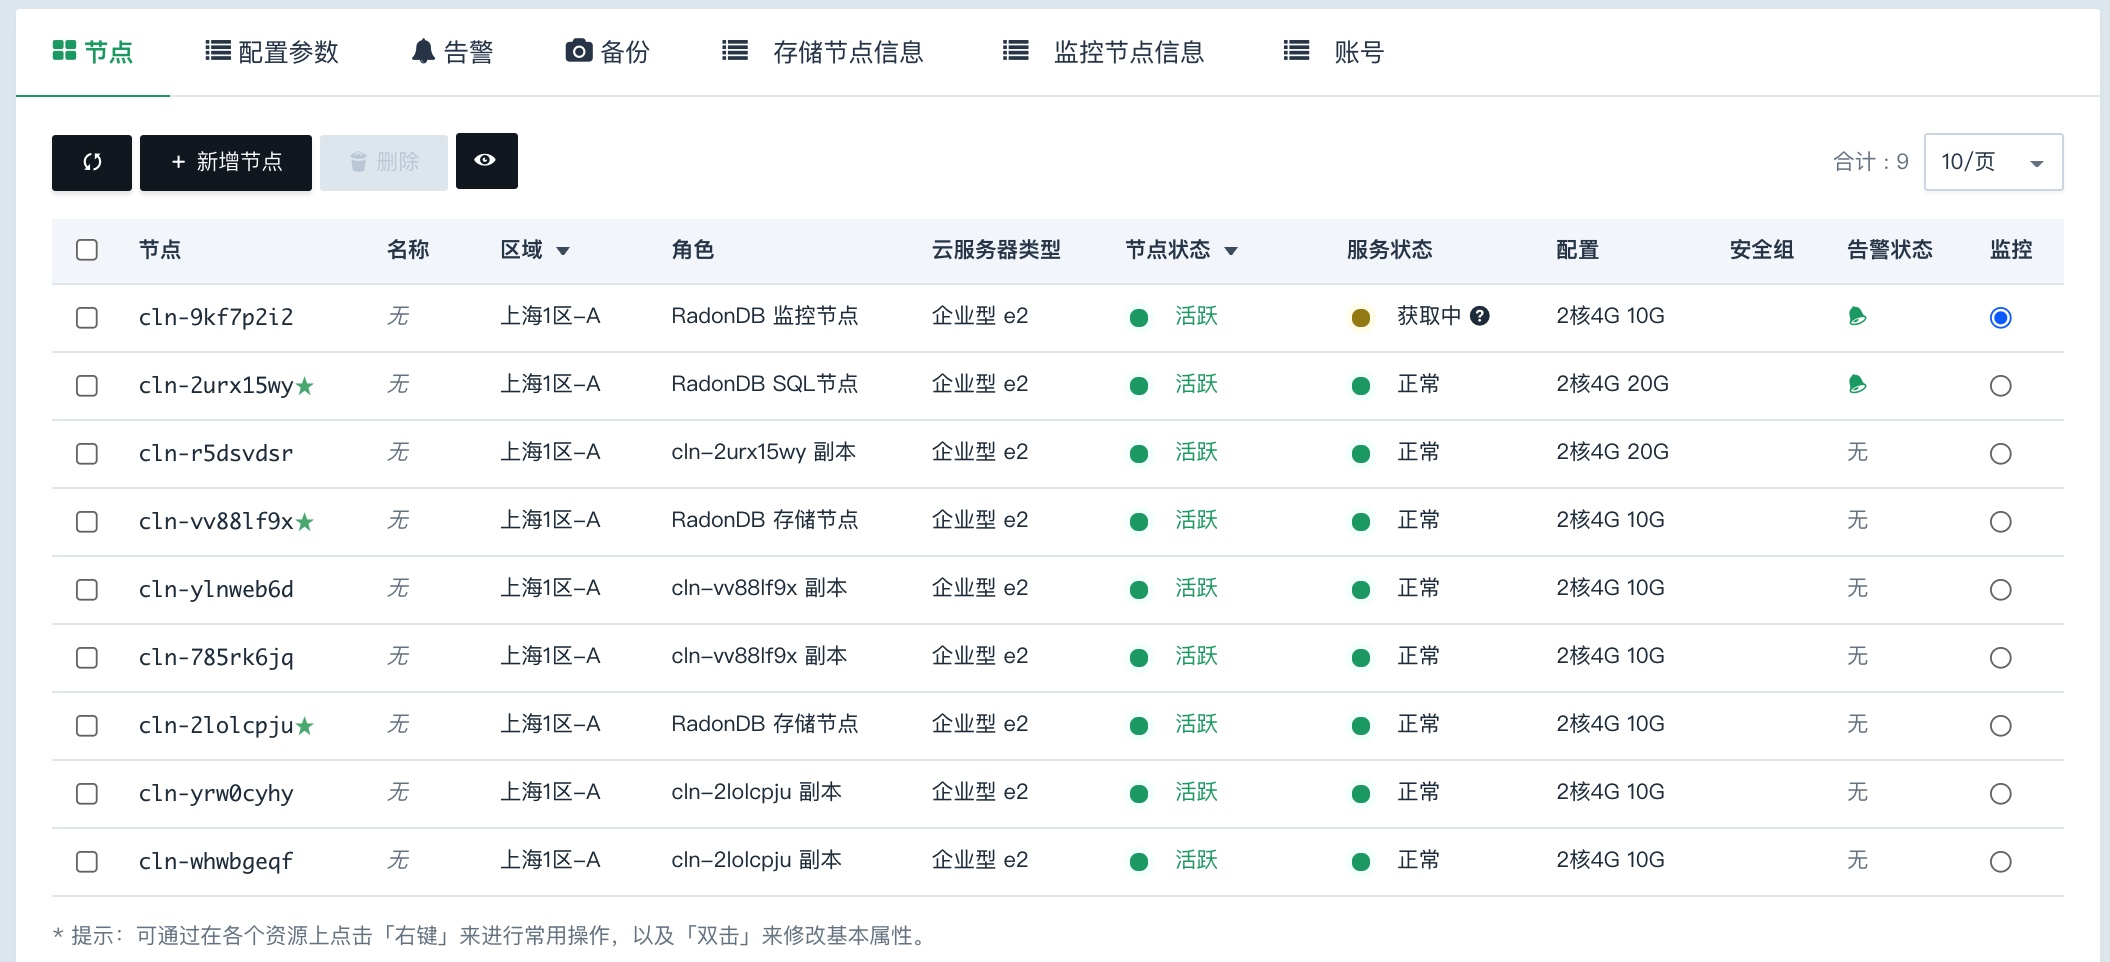 节点 配置参数 告警 备份 存储节点信息 监控节点信息 账号
+ 新增节点 删除 合计 : 9 10/页
节点 名称 区域 角色 云服务器类型 节点状态 服务状态 配置 安全组 告警状态 监控
cln-9kf7p2i2 无 上海1区-A RadonDB 监控节点 企业型 e2 活跃 获取中 ? 2核4G 10G
cln-2urx15wy★ 无 上海1区-A RadonDB SQL节点 企业型 e2 活跃 正常 2核4G 20G
cln-r5dsvdsr 无 上海1区-A cln-2urx15wy 副本 企业型 e2 活跃 正常 2核4G 20G 无
cln-vv88lf9x★ 无 上海1区-A RadonDB 存储节点 企业型 e2 活跃 正常 2核4G 10G 无
cln-ylnweb6d 无 上海1区-A cln-vv88lf9x 副本 企业型 e2 活跃 正常 2核4G 10G 无
cln-785rk6jq 无 上海1区-A cln-vv88lf9x 副本 企业型 e2 活跃 正常 2核4G 10G 无
cln-2lolcpju★ 无 上海1区-A RadonDB 存储节点 企业型 e2 活跃 正常 2核4G 10G 无
cln-yrw0cyhy 无 上海1区-A cln-2lolcpju 副本 企业型 e2 活跃 正常 2核4G 10G 无
cln-whwbgeqf 无 上海1区-A cln-2lolcpju 副本 企业型 e2 活跃 正常 2核4G 10G 无
* 提示：可通过在各个资源上点击「右键」来进行常用操作，以及「双击」来修改基本属性。